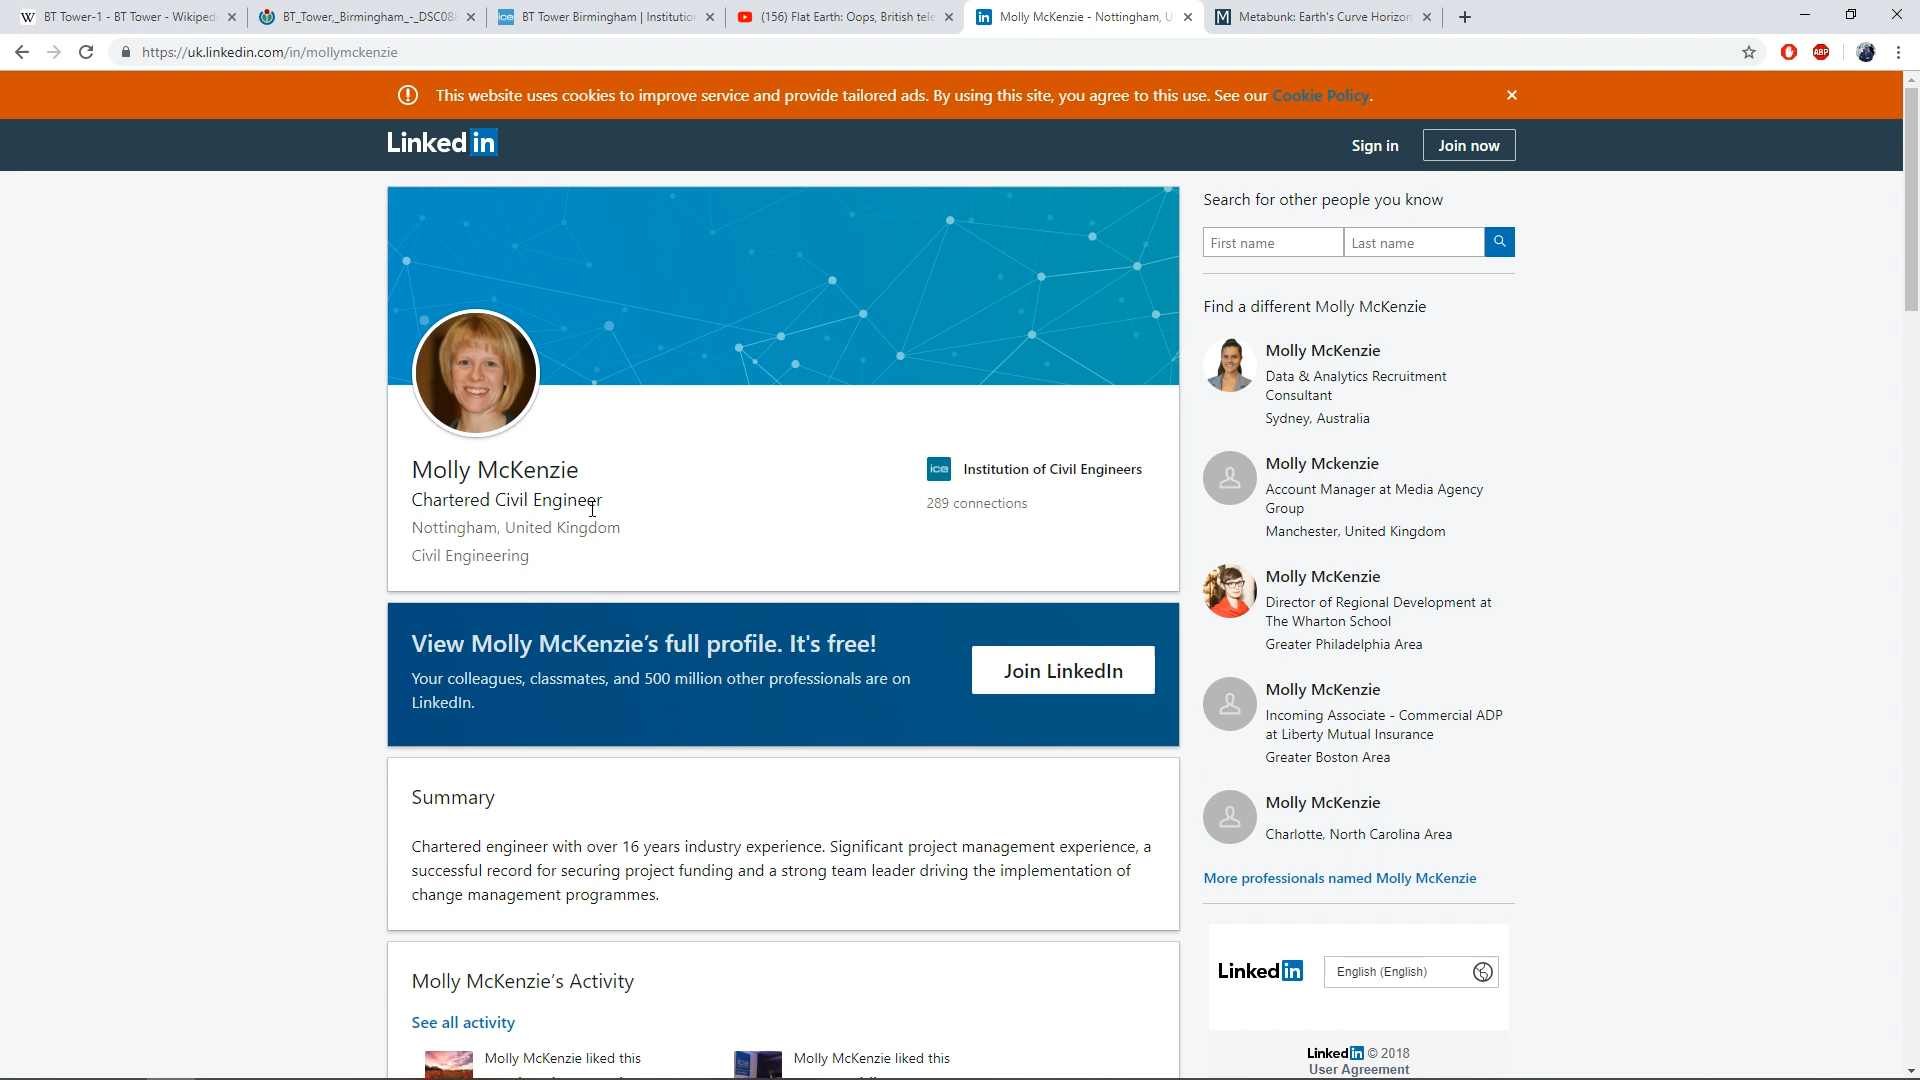 BT Tower-1 - BT Tower - Wikiped
BT_Tower,_Birmingham_-_DSC08
BT Tower Birmingham | Institution
(156) Flat Earth: Oops, British tele
Molly McKenzie - Nottingham, U
Metabunk: Earth's Curve Horizon
https://uk.linkedin.com/in/mollymckenzie
ABP
This website uses cookies to improve service and provide tailored ads. By using this site, you agree to this use. See our Cookie Policy.
Linked in
Sign in
Join now
Molly McKenzie
Chartered Civil Engineer
Nottingham, United Kingdom
Civil Engineering
ice Institution of Civil Engineers
289 connections
View Molly McKenzie's full profile. It's free!
Your colleagues, classmates, and 500 million other professionals are on
LinkedIn.
Join LinkedIn
Summary
Chartered engineer with over 16 years industry experience. Significant project management experience, a
successful record for securing project funding and a strong team leader driving the implementation of
change management programmes.
Molly McKenzie's Activity
See all activity
Molly McKenzie liked this
Molly McKenzie liked this
Search for other people you know
First name
Last name
Find a different Molly McKenzie
Molly McKenzie
Data & Analytics Recruitment
Consultant
Sydney, Australia
Molly Mckenzie
Account Manager at Media Agency
Group
Manchester, United Kingdom
Molly McKenzie
Director of Regional Development at
The Wharton School
Greater Philadelphia Area
Molly McKenzie
Incoming Associate - Commercial ADP
at Liberty Mutual Insurance
Greater Boston Area
Molly McKenzie
Charlotte, North Carolina Area
More professionals named Molly McKenzie
Linked in
English (English)
Linked in © 2018
User Agreement